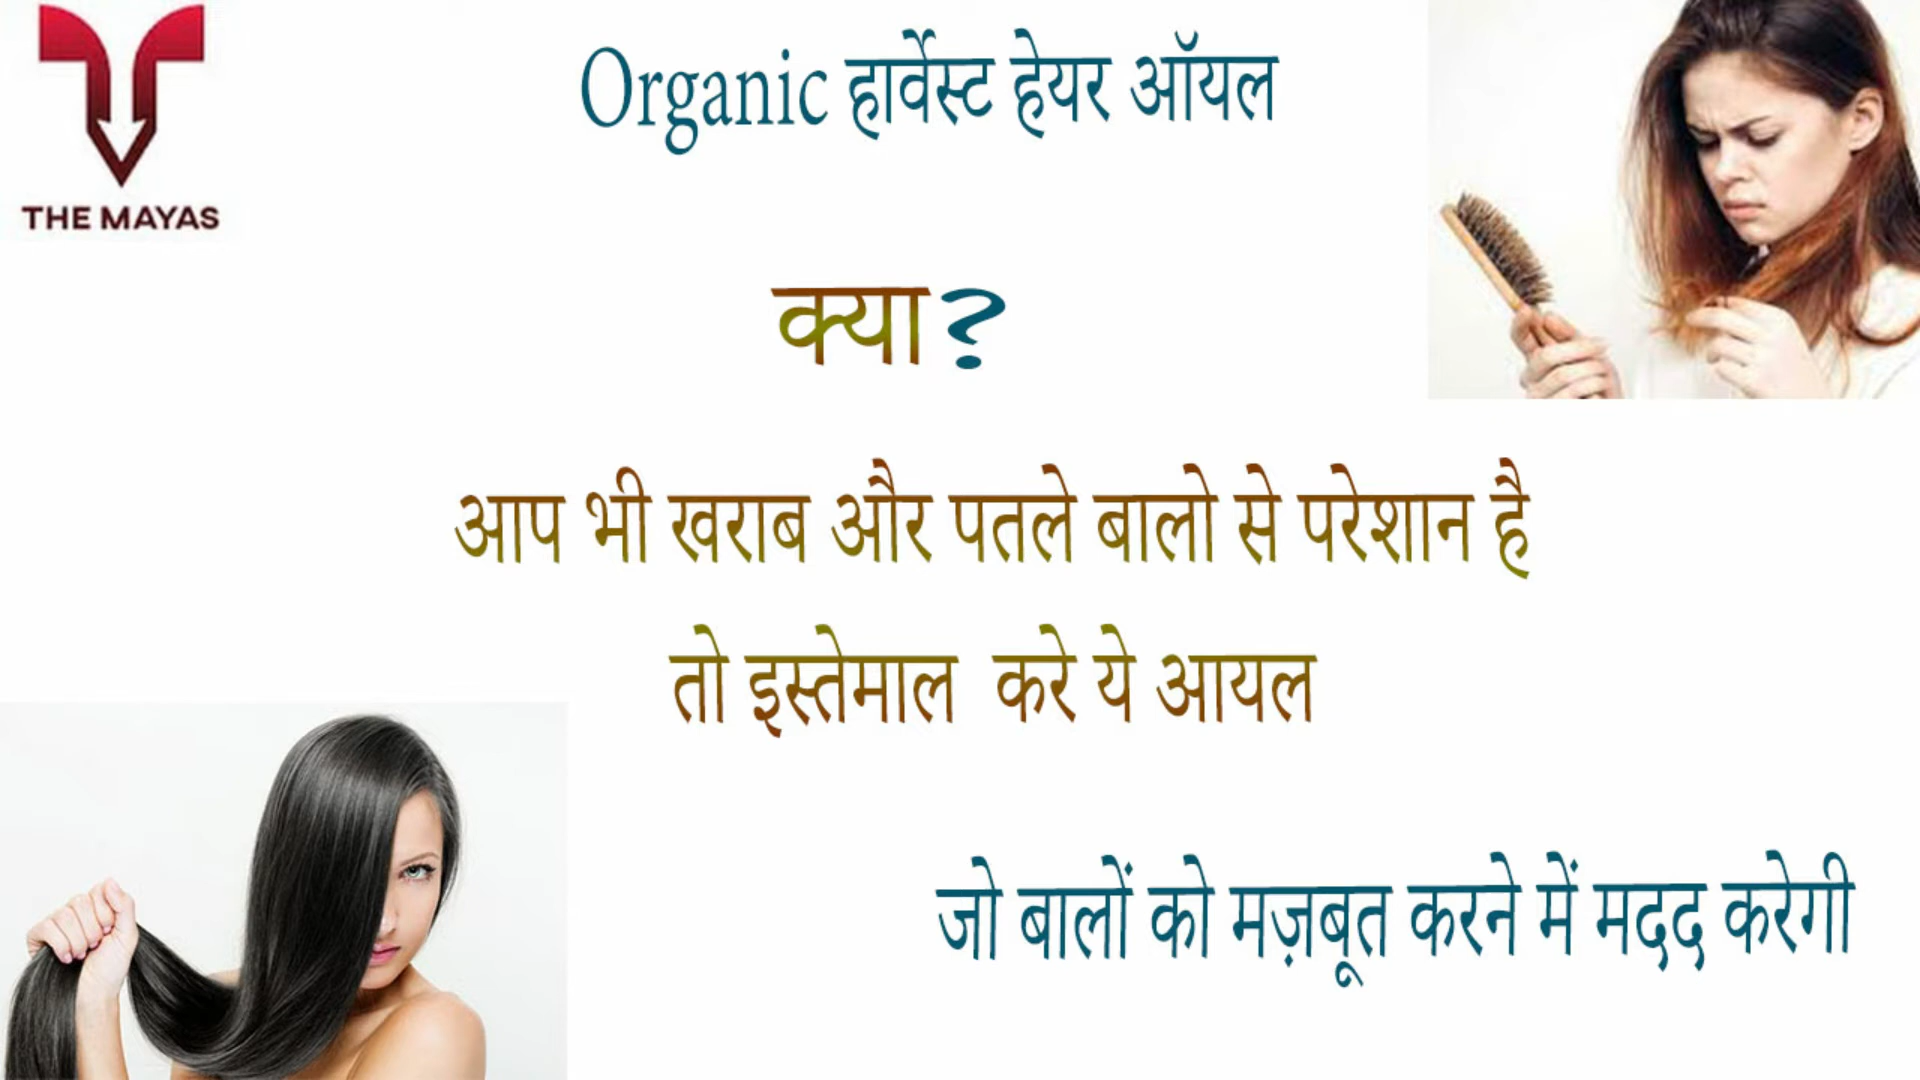 THE MAYAS
Organic हार्वेस्ट हेयर ऑयल
क्या?
आप भी खराब और पतले बालो से परेशान है
तो इस्तेमाल करे ये आयल
जो बालों को मज़बूत करने में मदद करेगी